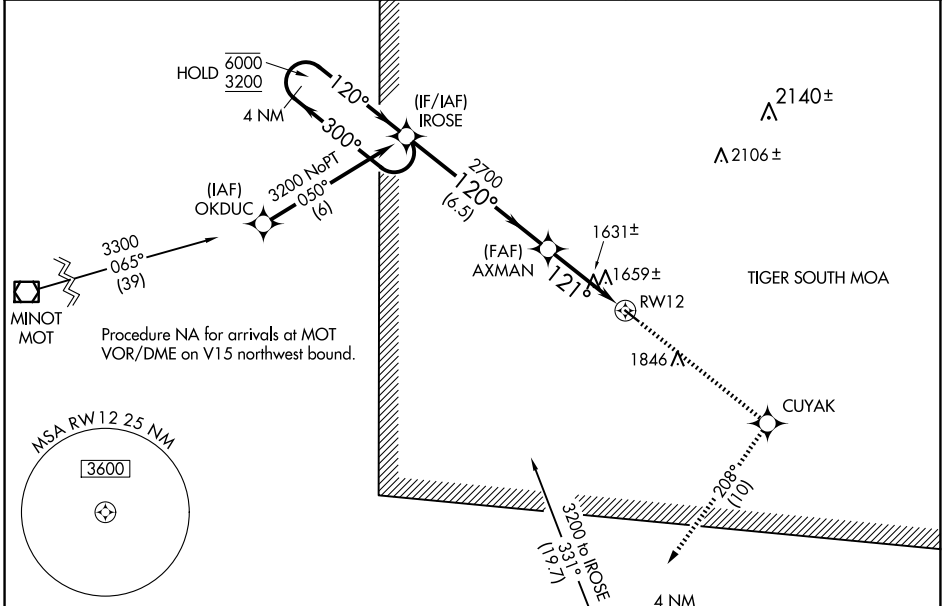 HOLD 6000
3200
4 NM
120°
300°
(IF/IAF)
IROSE
3200 NoPT
050°
(6)
(IAF)
OKDUC
3300
065°
(39)
MINOT
MOT
Procedure NA for arrivals at MOT
VOR/DME on V15 northwest bound.
2700
120°
(6.5)
(FAF)
AXMAN
121°
1631±
1659±
RW12
2140±
2106±
TIGER SOUTH MOA
1846
CUYAK
208°
(10)
3200 to IROSE
331°
(19.7)
4 NM
MSA RW12 25 NM
3600